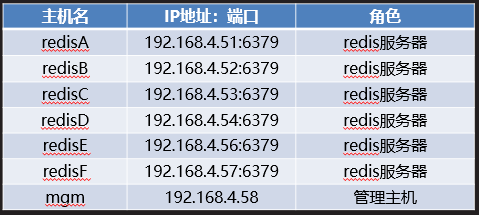 主机名 IP地址：端口 角色
redisA 192.168.4.51:6379 redis服务器
redisB 192.168.4.52:6379 redis服务器
redisC 192.168.4.53:6379 redis服务器
redisD 192.168.4.54:6379 redis服务器
redisE 192.168.4.56:6379 redis服务器
redisF 192.168.4.57:6379 redis服务器
mgm 192.168.4.58 管理主机